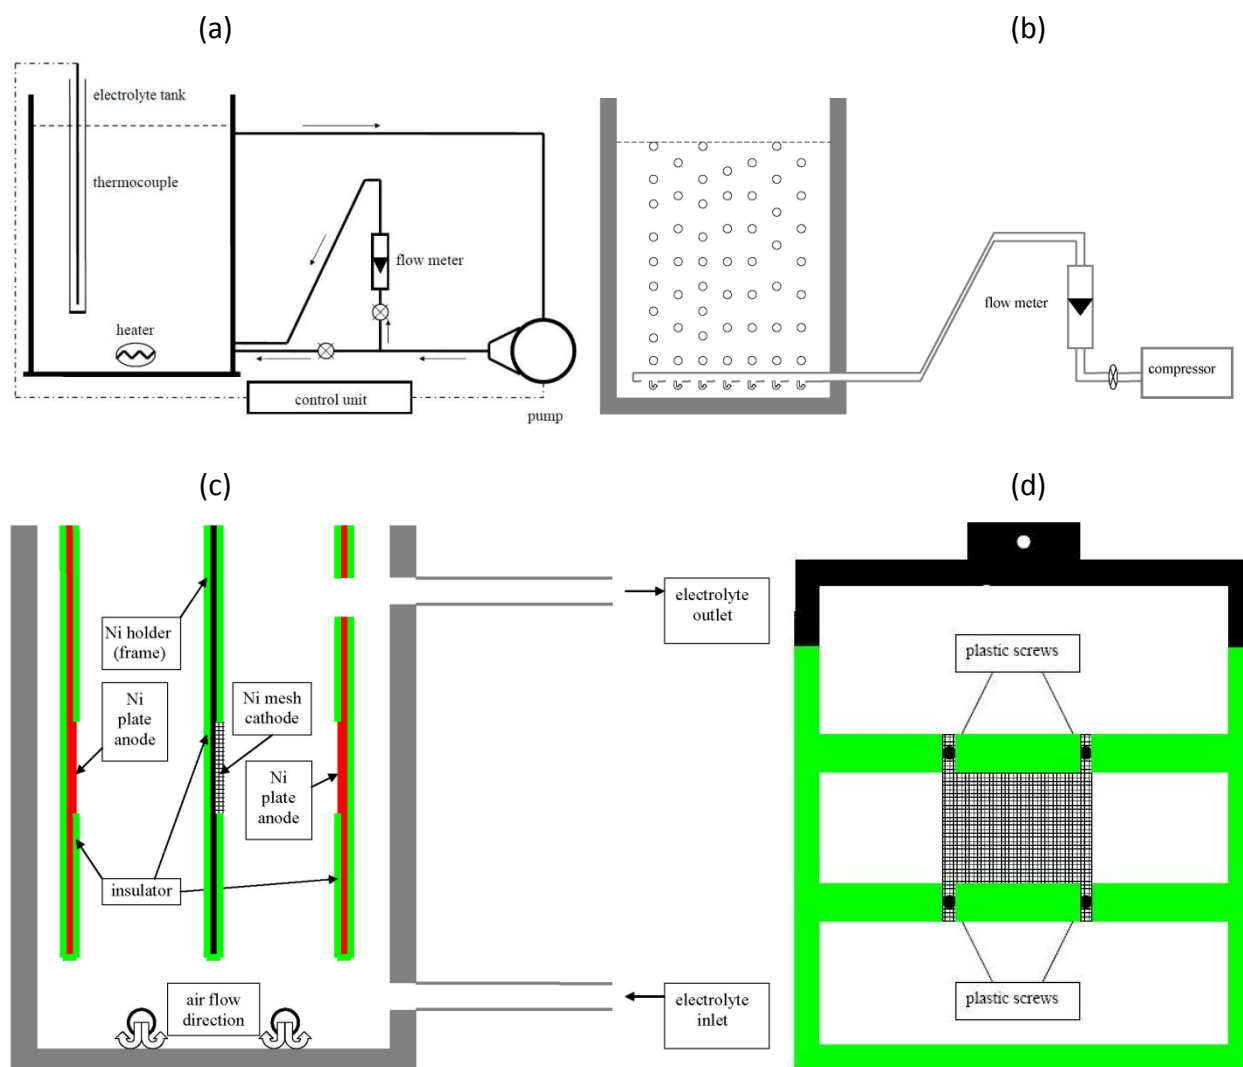 (a)
(b)
electrolyte tank
thermocouple
flow meter
heater
control unit
pump
flow meter
compressor
(c)
(d)
Ni holder
(frame)
Ni
plate
anode
Ni mesh
cathode
Ni
plate
anode
insulator
air flow
direction
electrolyte
outlet
electrolyte
inlet
plastic screws
plastic screws